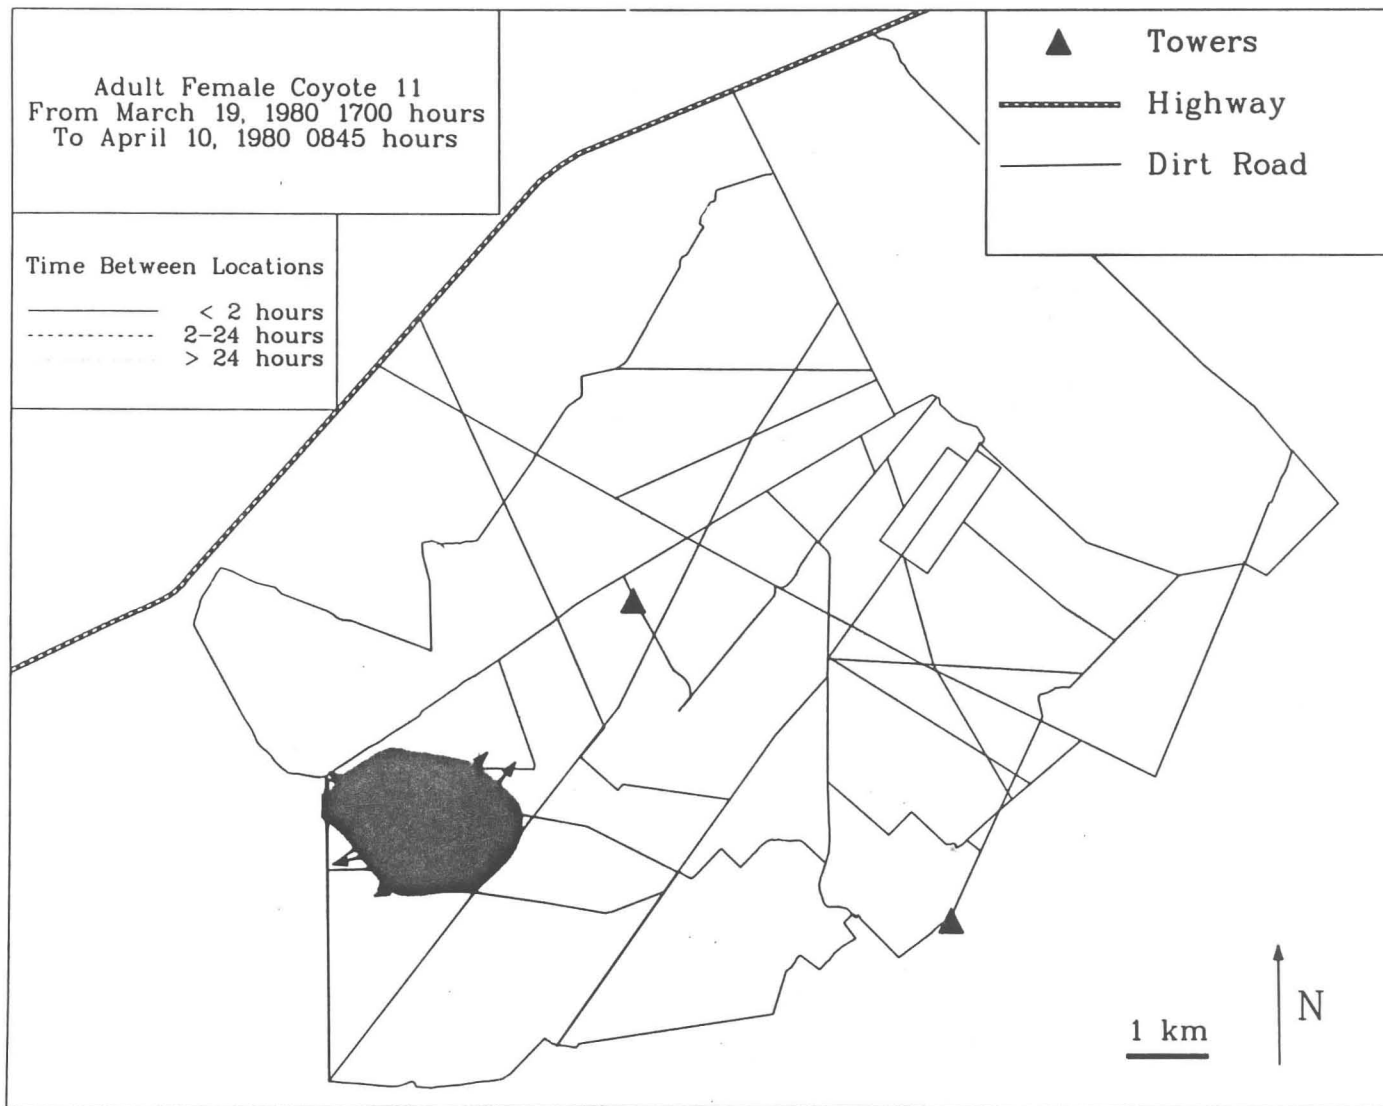 Adult Female Coyote 11
From March 19, 1980 1700 hours
To April 10, 1980 0845 hours
Time Between Locations
< 2 hours
2-24 hours
> 24 hours
Towers
Highway
Dirt Road
1 km
N